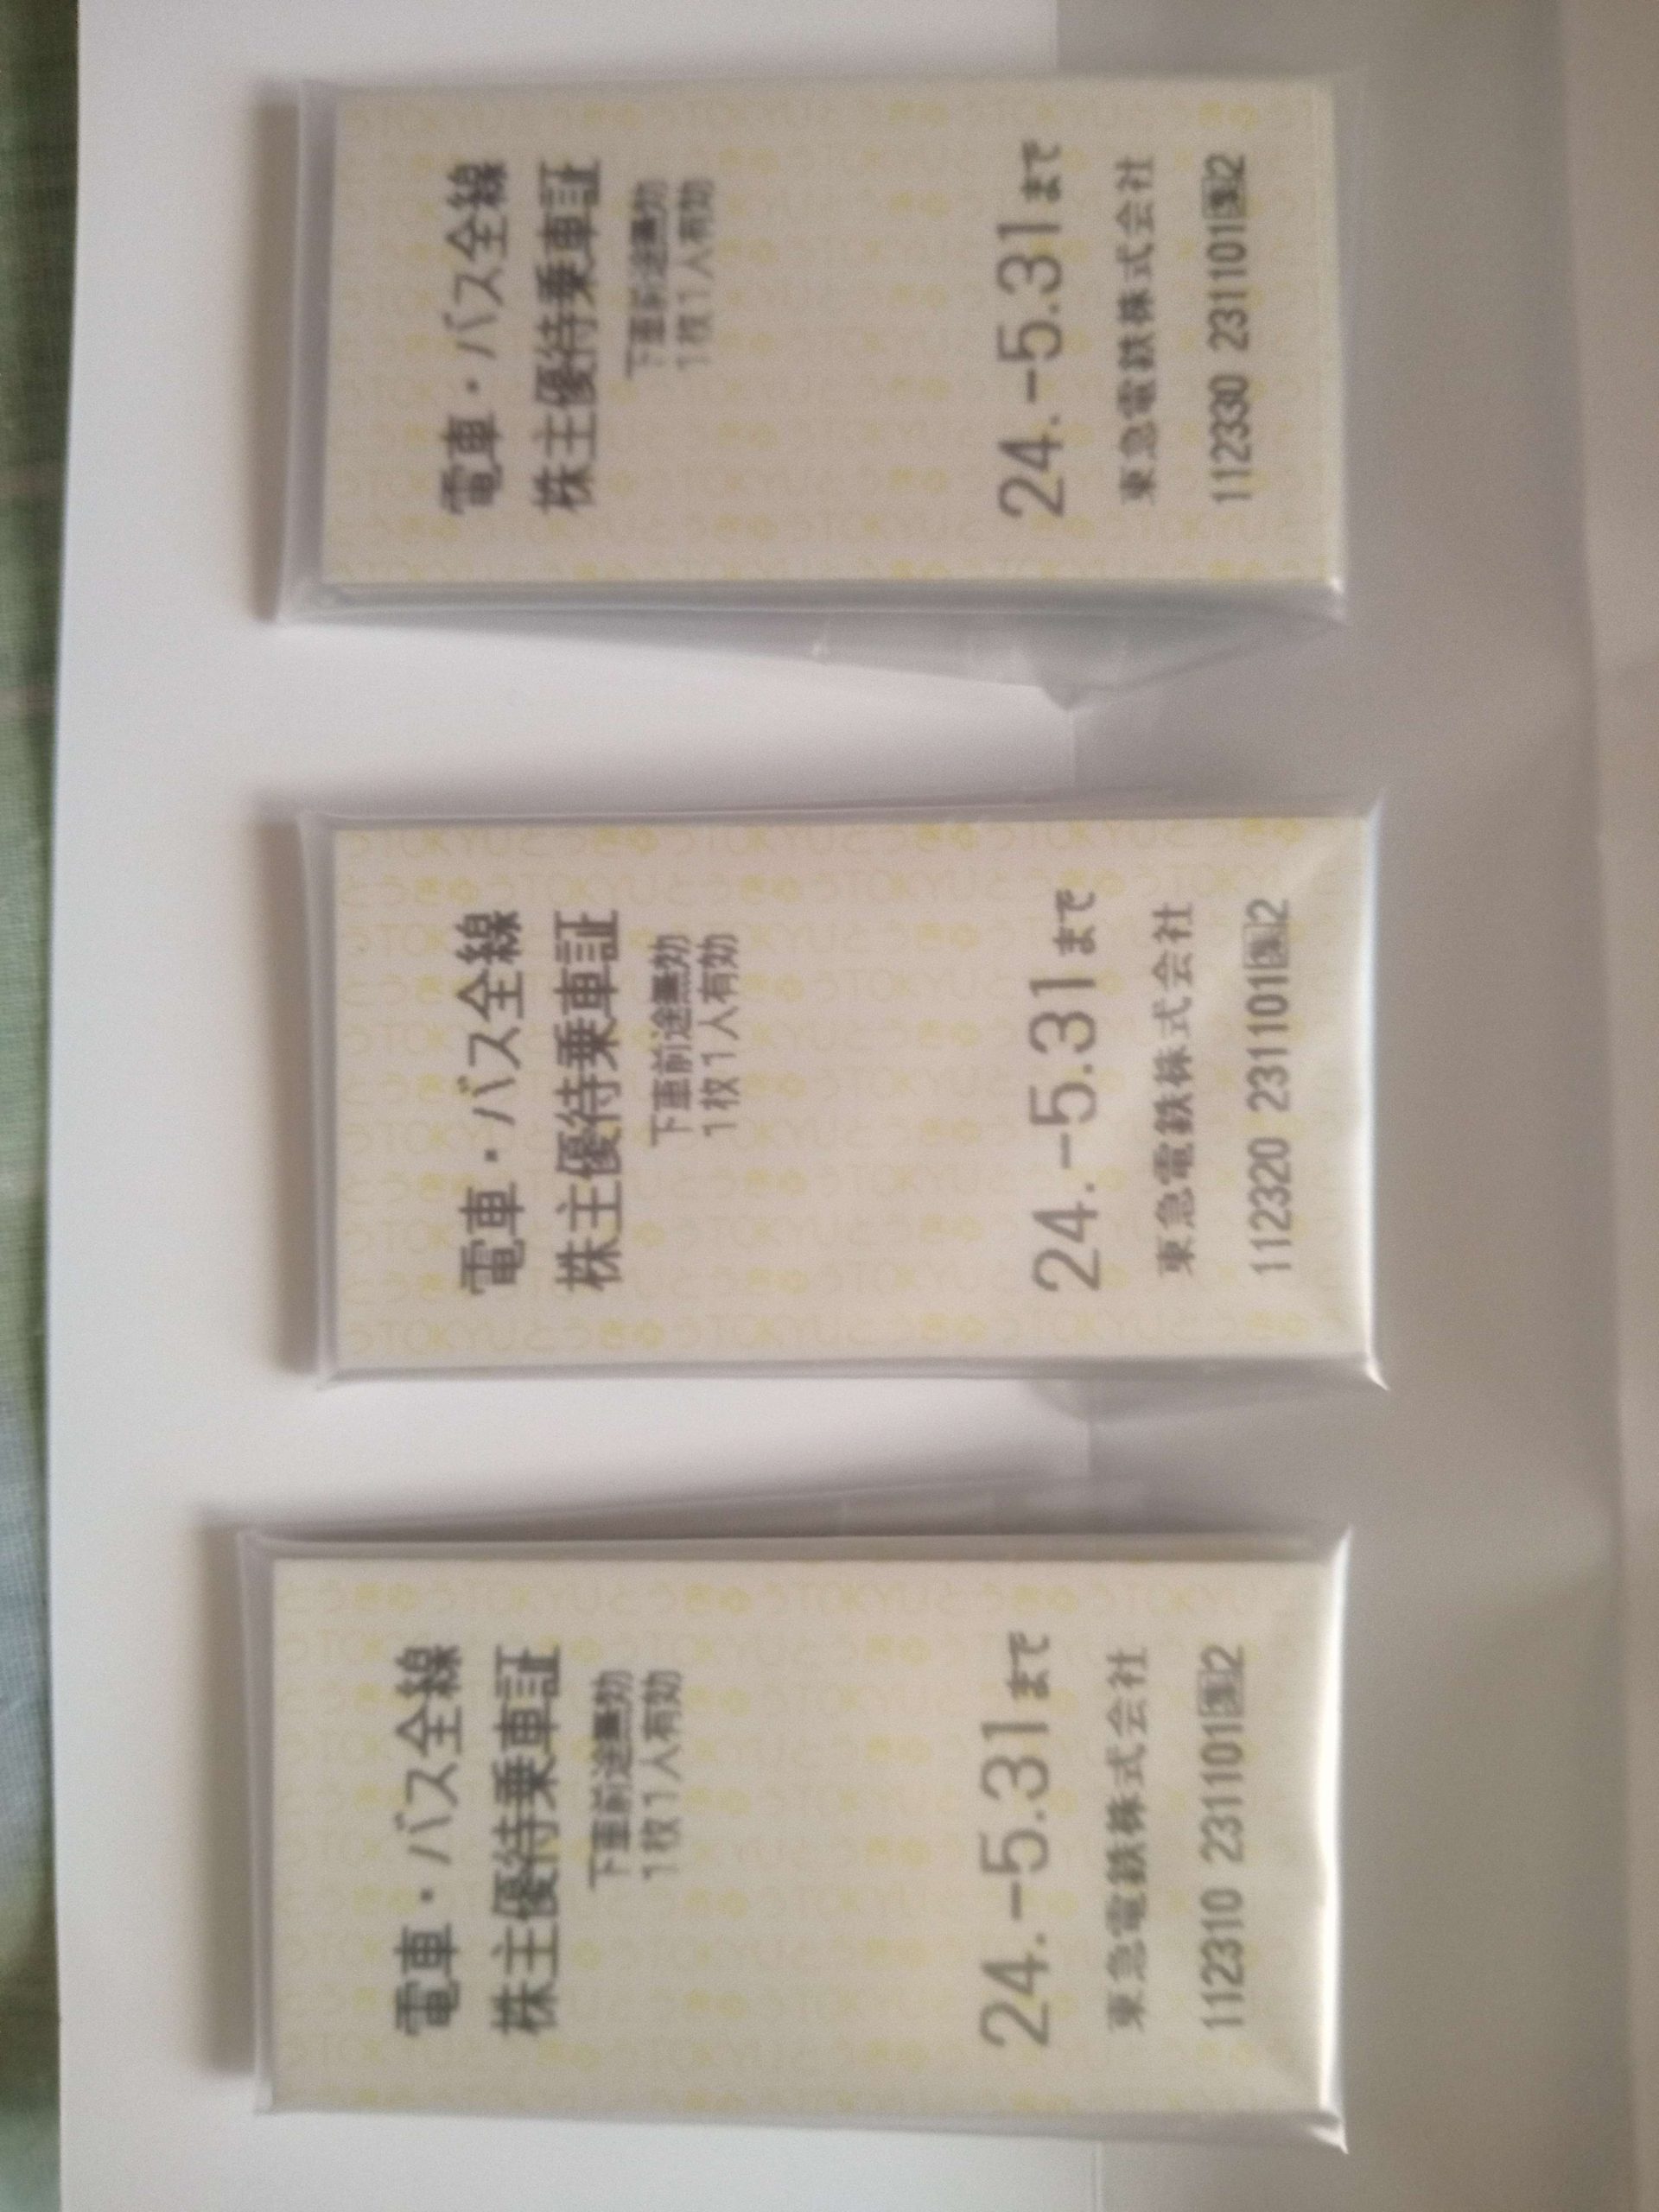 電車・バス全線
株主優待乗車証
下車前途無効
1枚1人有効
24.-5.31まで
東急電鉄株式会社
112310 2311101 2
電車・バス全線
株主優待乗車証
下車前途無効
1枚1人有効
24.-5.31まで
東急電鉄株式会社
112320 2311101 2
電車・バス全線
株主優待乗車証
下車前途無効
1枚1人有効
24.-5.31まで
東急電鉄株式会社
112330 2311101 2